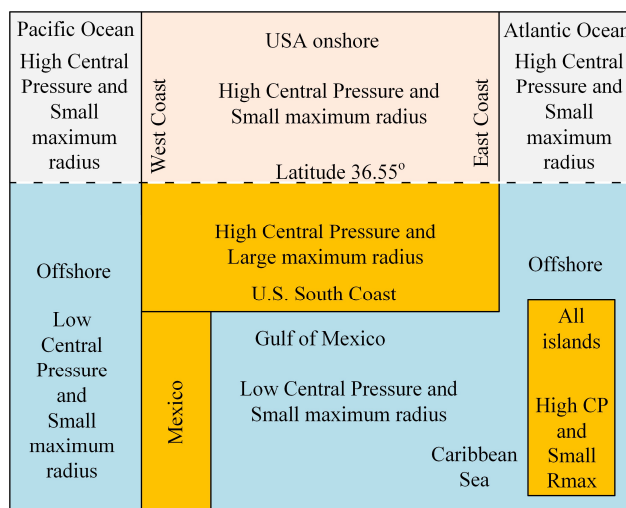 Pacific Ocean
High Central
Pressure and
Small
maximum
radius
West Coast
USA onshore
High Central Pressure and
Small maximum radius
Latitude 36.55°
East Coast
Atlantic Ocean
High Central
Pressure and
Small
maximum
radius
Offshore
Low
Central
Pressure
and
Small
maximum
radius
High Central Pressure and
Large maximum radius
U.S. South Coast
Mexico
Gulf of Mexico
Low Central Pressure and
Small maximum radius
Caribbean
Sea
Offshore
All
islands
High CP
and
Small
Rmax